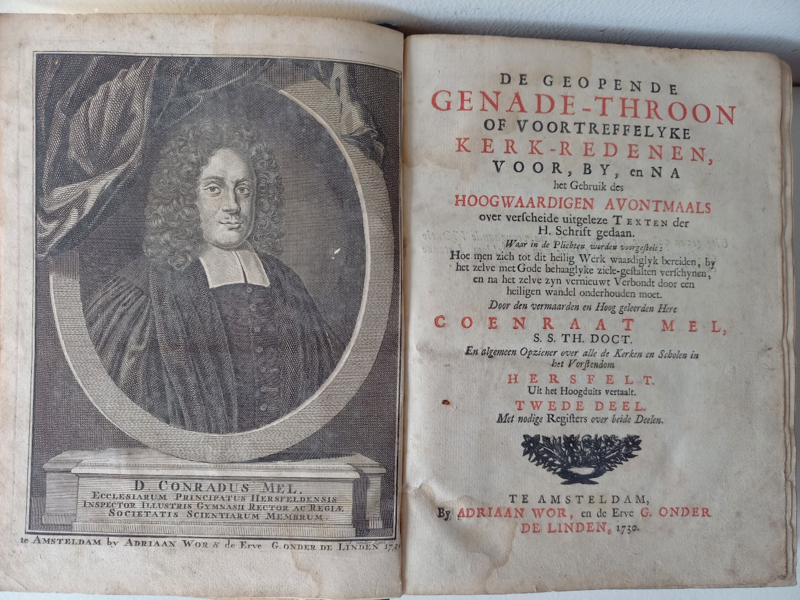 D. CONRADUS MEL.
ECCLESIARUM PRINCIPATUS HERSFELDENSIS
INSPECTOR ILLUSTRIS GYMNASII RECTOR AC REGIÆ
SOCIETATIS SCIENTIARUM MEMBRUM.
te AMSTELDAM by ADRIAAN WOR & de Erve G. ONDER DE LINDEN
DE GEOPENDE
GENADE-THROON
OF VOORTREFFELYKE
KERK-REDENEN,
VOOR, BY, en NA
het Gebruik des
HOOGWAARDIGEN AVONTMAALS
over verscheide uitgeleze TEXTEN der
H. Schrift gedaan.
Waar in de Plichten worden voorgestelt;
Hoe men zich tot dit heilig Werk waardiglyk bereiden, by
het zelve met Gode behaaglyke ziele-gestalten verschynen,
en na het zelve zyn vernieuwt Verbondt door een
heiligen wandel onderhouden moet.
Door den vermaarden en Hoog geleerden Here
COENRAAT MEL,
S. S. TH. DOCT.
En algemeen Opziener over alle de Kerken en Scholen in
het Vorstendom
HERSFELT.
Uit het Hoogduits vertaalt.
TWEDE DEEL.
Met nodige Registers over beide Deelen.
TE AMSTELDAM,
By ADRIAAN WOR, en de Erve G. ONDER
DE LINDEN, 1730.